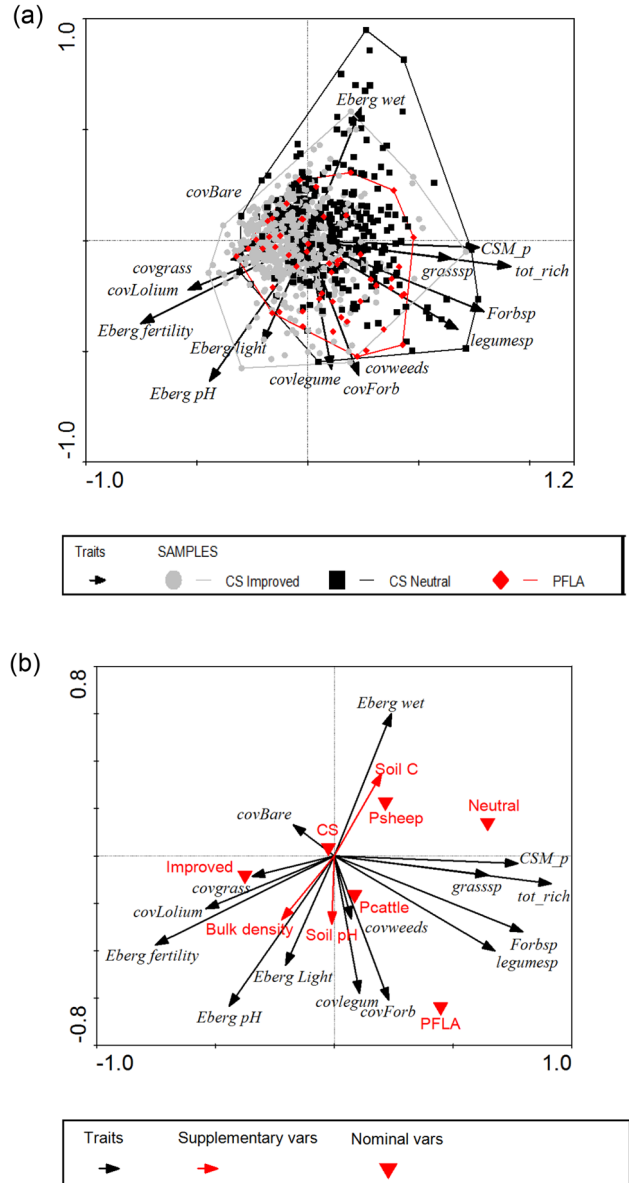 (a)
1.0
Eberg wet
covBare
CSM_p
covgrass
grasssp
tot_rich
covLolium
Eberg fertility
Forbsp
Eberg light
legumesp
covweeds
covlegume
Eberg pH
covForb
-1.0
-1.0
1.2
Traits
SAMPLES
CS Improved
CS Neutral
PFLA
(b)
0.8
Eberg wet
Soil C
Psheep
Neutral
covBare
CS
CSM_p
Improved
grasssp
covgrass
tot_rich
covLolium
Pcattle
Bulk density
Soil pH
covweeds
Forbsp
Eberg fertility
legumesp
Eberg Light
covlegum
covForb
Eberg pH
PFLA
-0.8
-1.0
1.0
Traits
Supplementary vars
Nominal vars